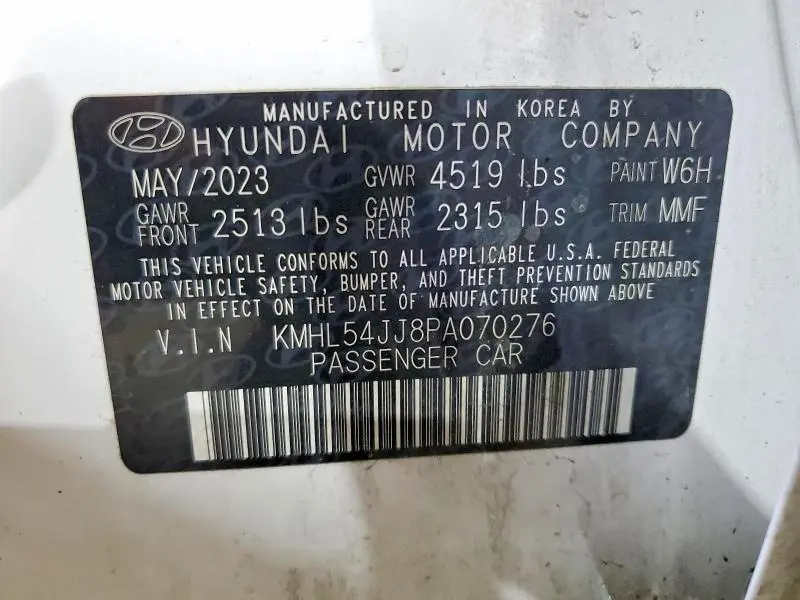 MANUFACTURED IN KOREA BY
HYUNDAI MOTOR COMPANY
MAY/2023 GVWR 4519 lbs PAINT W6H
GAWR FRONT 2513 lbs GAWR REAR 2315 lbs TRIM MMF
THIS VEHICLE CONFORMS TO ALL APPLICABLE U.S.A. FEDERAL
MOTOR VEHICLE SAFETY, BUMPER, AND THEFT PREVENTION STANDARDS
IN EFFECT ON THE DATE OF MANUFACTURE SHOWN ABOVE
V.I.N KMHL54JJ8PA070276
PASSENGER CAR